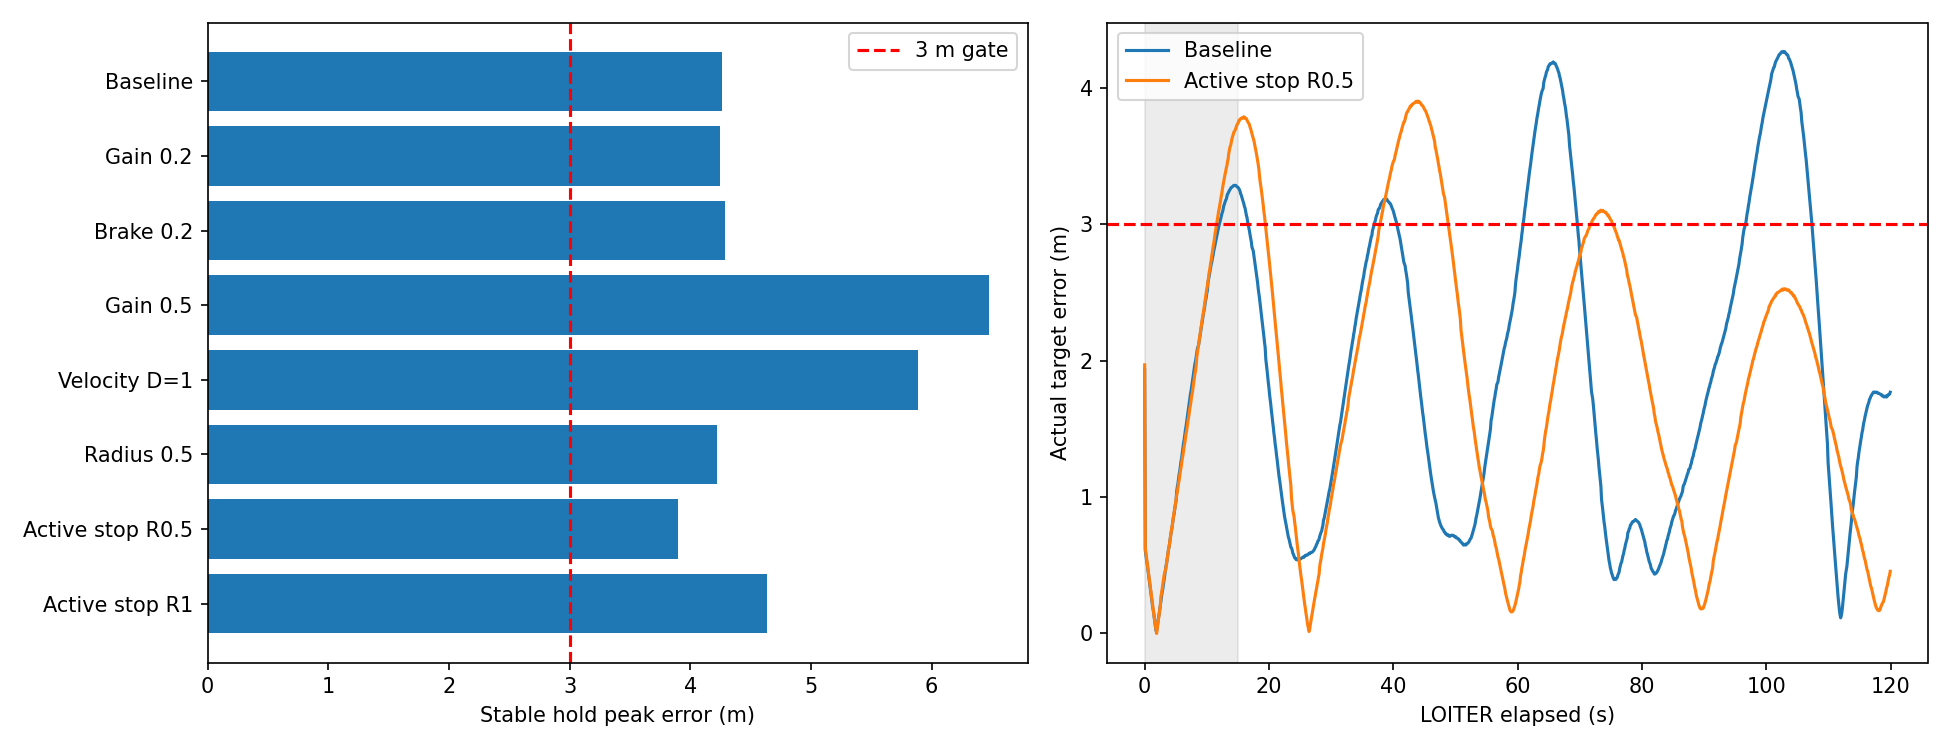 3 m gate
Baseline
Gain 0.2
Brake 0.2
Gain 0.5
Velocity D=1
Radius 0.5
Active stop R0.5
Active stop R1
0 1 2 3 4 5 6
Stable hold peak error (m)
Baseline
Active stop R0.5
Actual target error (m)
4
3
2
1
0
0 20 40 60 80 100 120
LOITER elapsed (s)